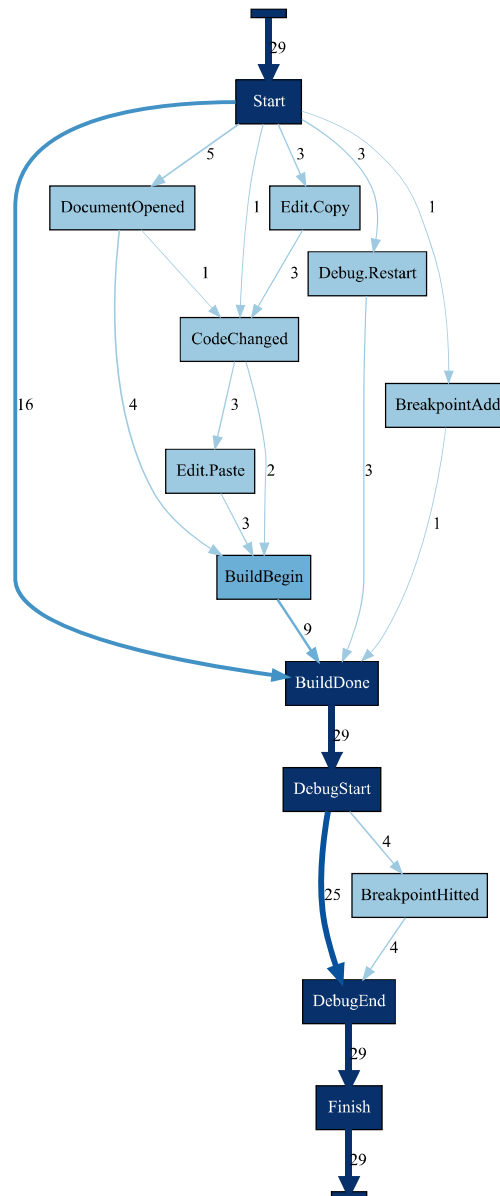 29
Start
5
3
3
DocumentOpened
Edit.Copy
1
1
Debug.Restart
1
3
CodeChanged
16
4
3
BreakpointAdd
Edit.Paste
2
3
3
1
BuildBegin
9
BuildDone
29
DebugStart
4
25
BreakpointHitted
4
DebugEnd
29
Finish
29